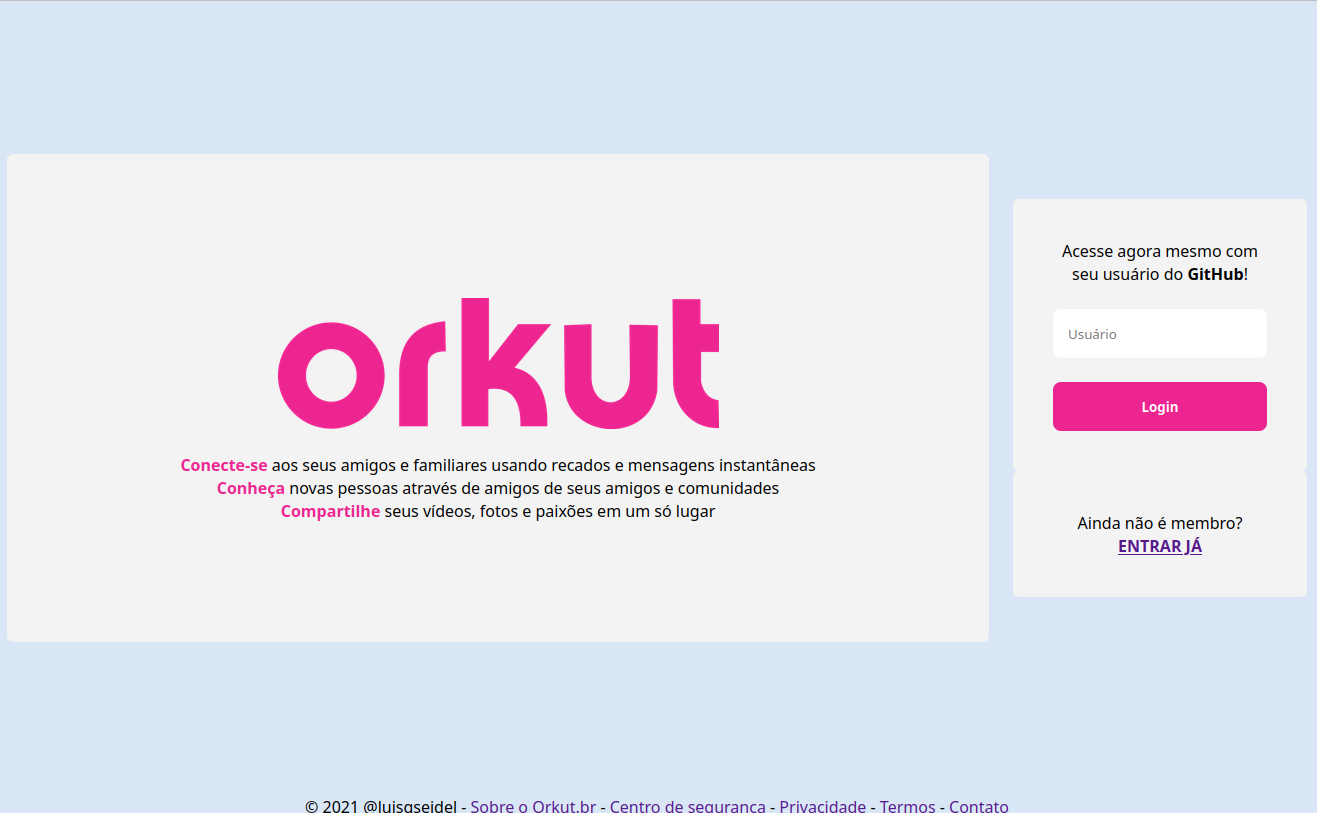 orkut
Conecte-se aos seus amigos e familiares usando recados e mensagens instantâneas
Conheça novas pessoas através de amigos de seus amigos e comunidades
Compartilhe seus vídeos, fotos e paixões em um só lugar
Acesse agora mesmo com
seu usuário do GitHub!
Usuário
Login
Ainda não é membro?
ENTRAR JÁ
© 2021 @luisgseidel - Sobre o Orkut.br - Centro de segurança - Privacidade - Termos - Contato